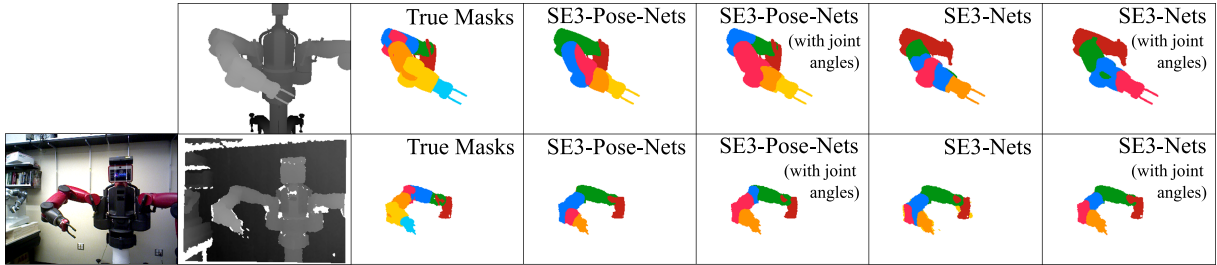 True Masks
SE3-Pose-Nets
SE3-Pose-Nets
(with joint
angles)
SE3-Nets
SE3-Nets
(with joint
angles)
True Masks
SE3-Pose-Nets
SE3-Pose-Nets
(with joint
angles)
SE3-Nets
SE3-Nets
(with joint
angles)